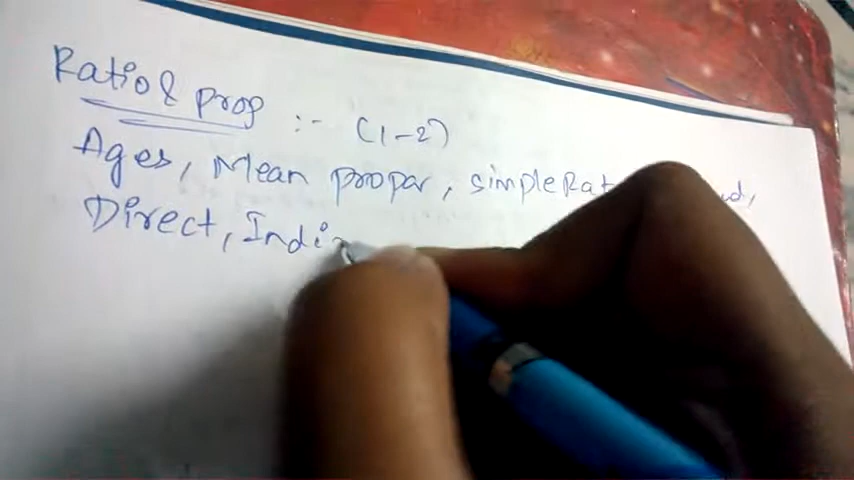 Ratio & prop :- (1-2)
Ages, Mean propor, simple Rat
Direct, Indi